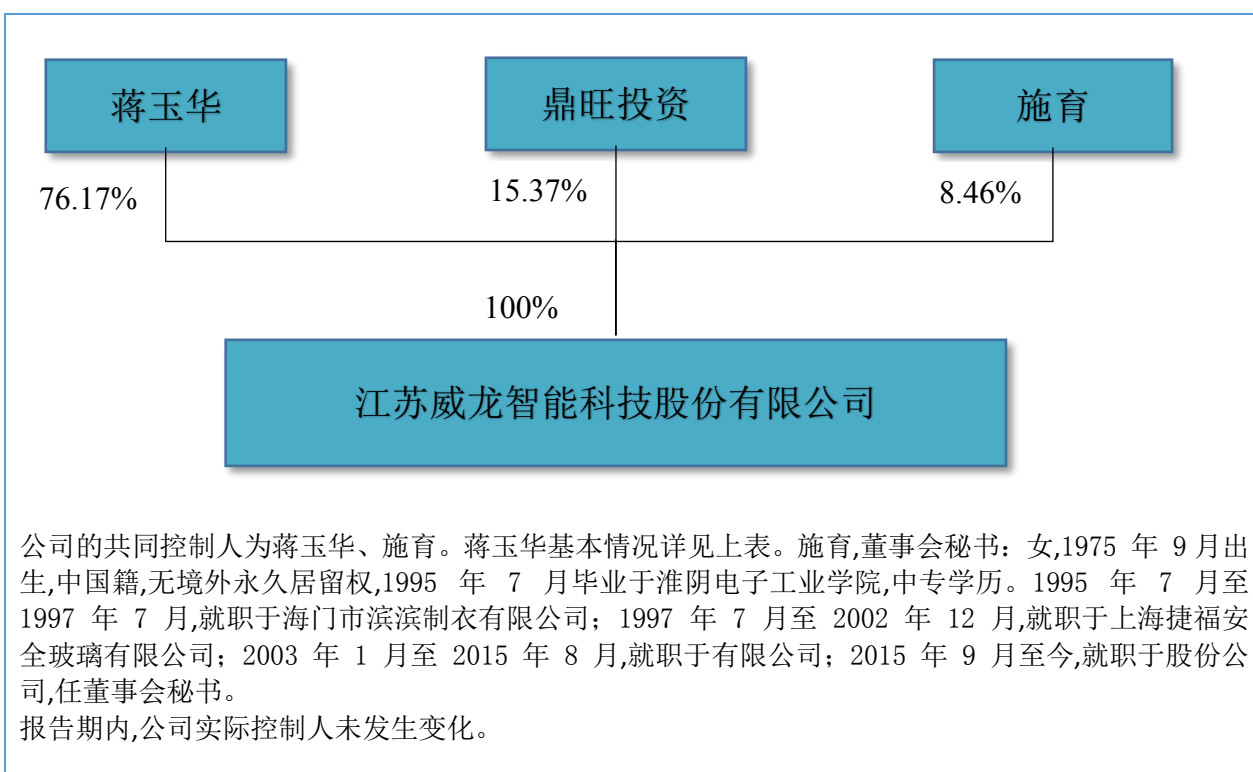 蒋玉华
鼎旺投资
施育
76.17%
15.37%
8.46%
100%
江苏威龙智能科技股份有限公司
公司的共同控制人为蒋玉华、施育。蒋玉华基本情况详见上表。施育,董事会秘书：女,1975 年 9 月出
生,中国籍,无境外永久居留权,1995 年 7 月毕业于淮阴电子工业学院,中专学历。1995 年 7 月至
1997 年 7 月,就职于海门市滨滨制衣有限公司；1997 年 7 月至 2002 年 12 月,就职于上海捷福安
全玻璃有限公司；2003 年 1 月至 2015 年 8 月,就职于有限公司；2015 年 9 月至今,就职于股份公
司,任董事会秘书。
报告期内,公司实际控制人未发生变化。